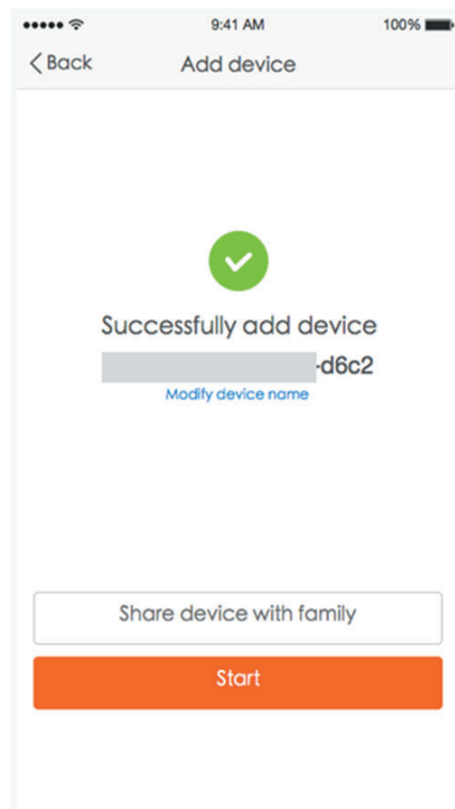 9:41 AM 100%
Back Add device
Successfully add device
-d6c2
Modify device name
Share device with family
Start